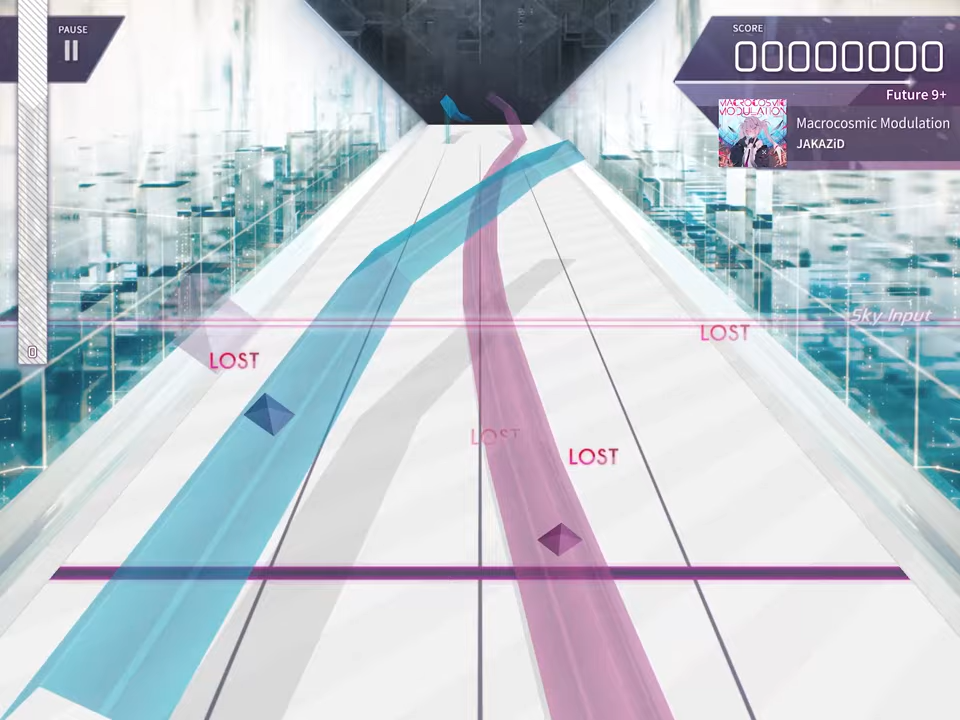 PAUSE
SCORE
00000000
Future 9+
MACROCOSMIC
MODULATION
Macrocosmic Modulation
JAKAZiD
Sky Input
LOST
0
LOST
LOST
LOST